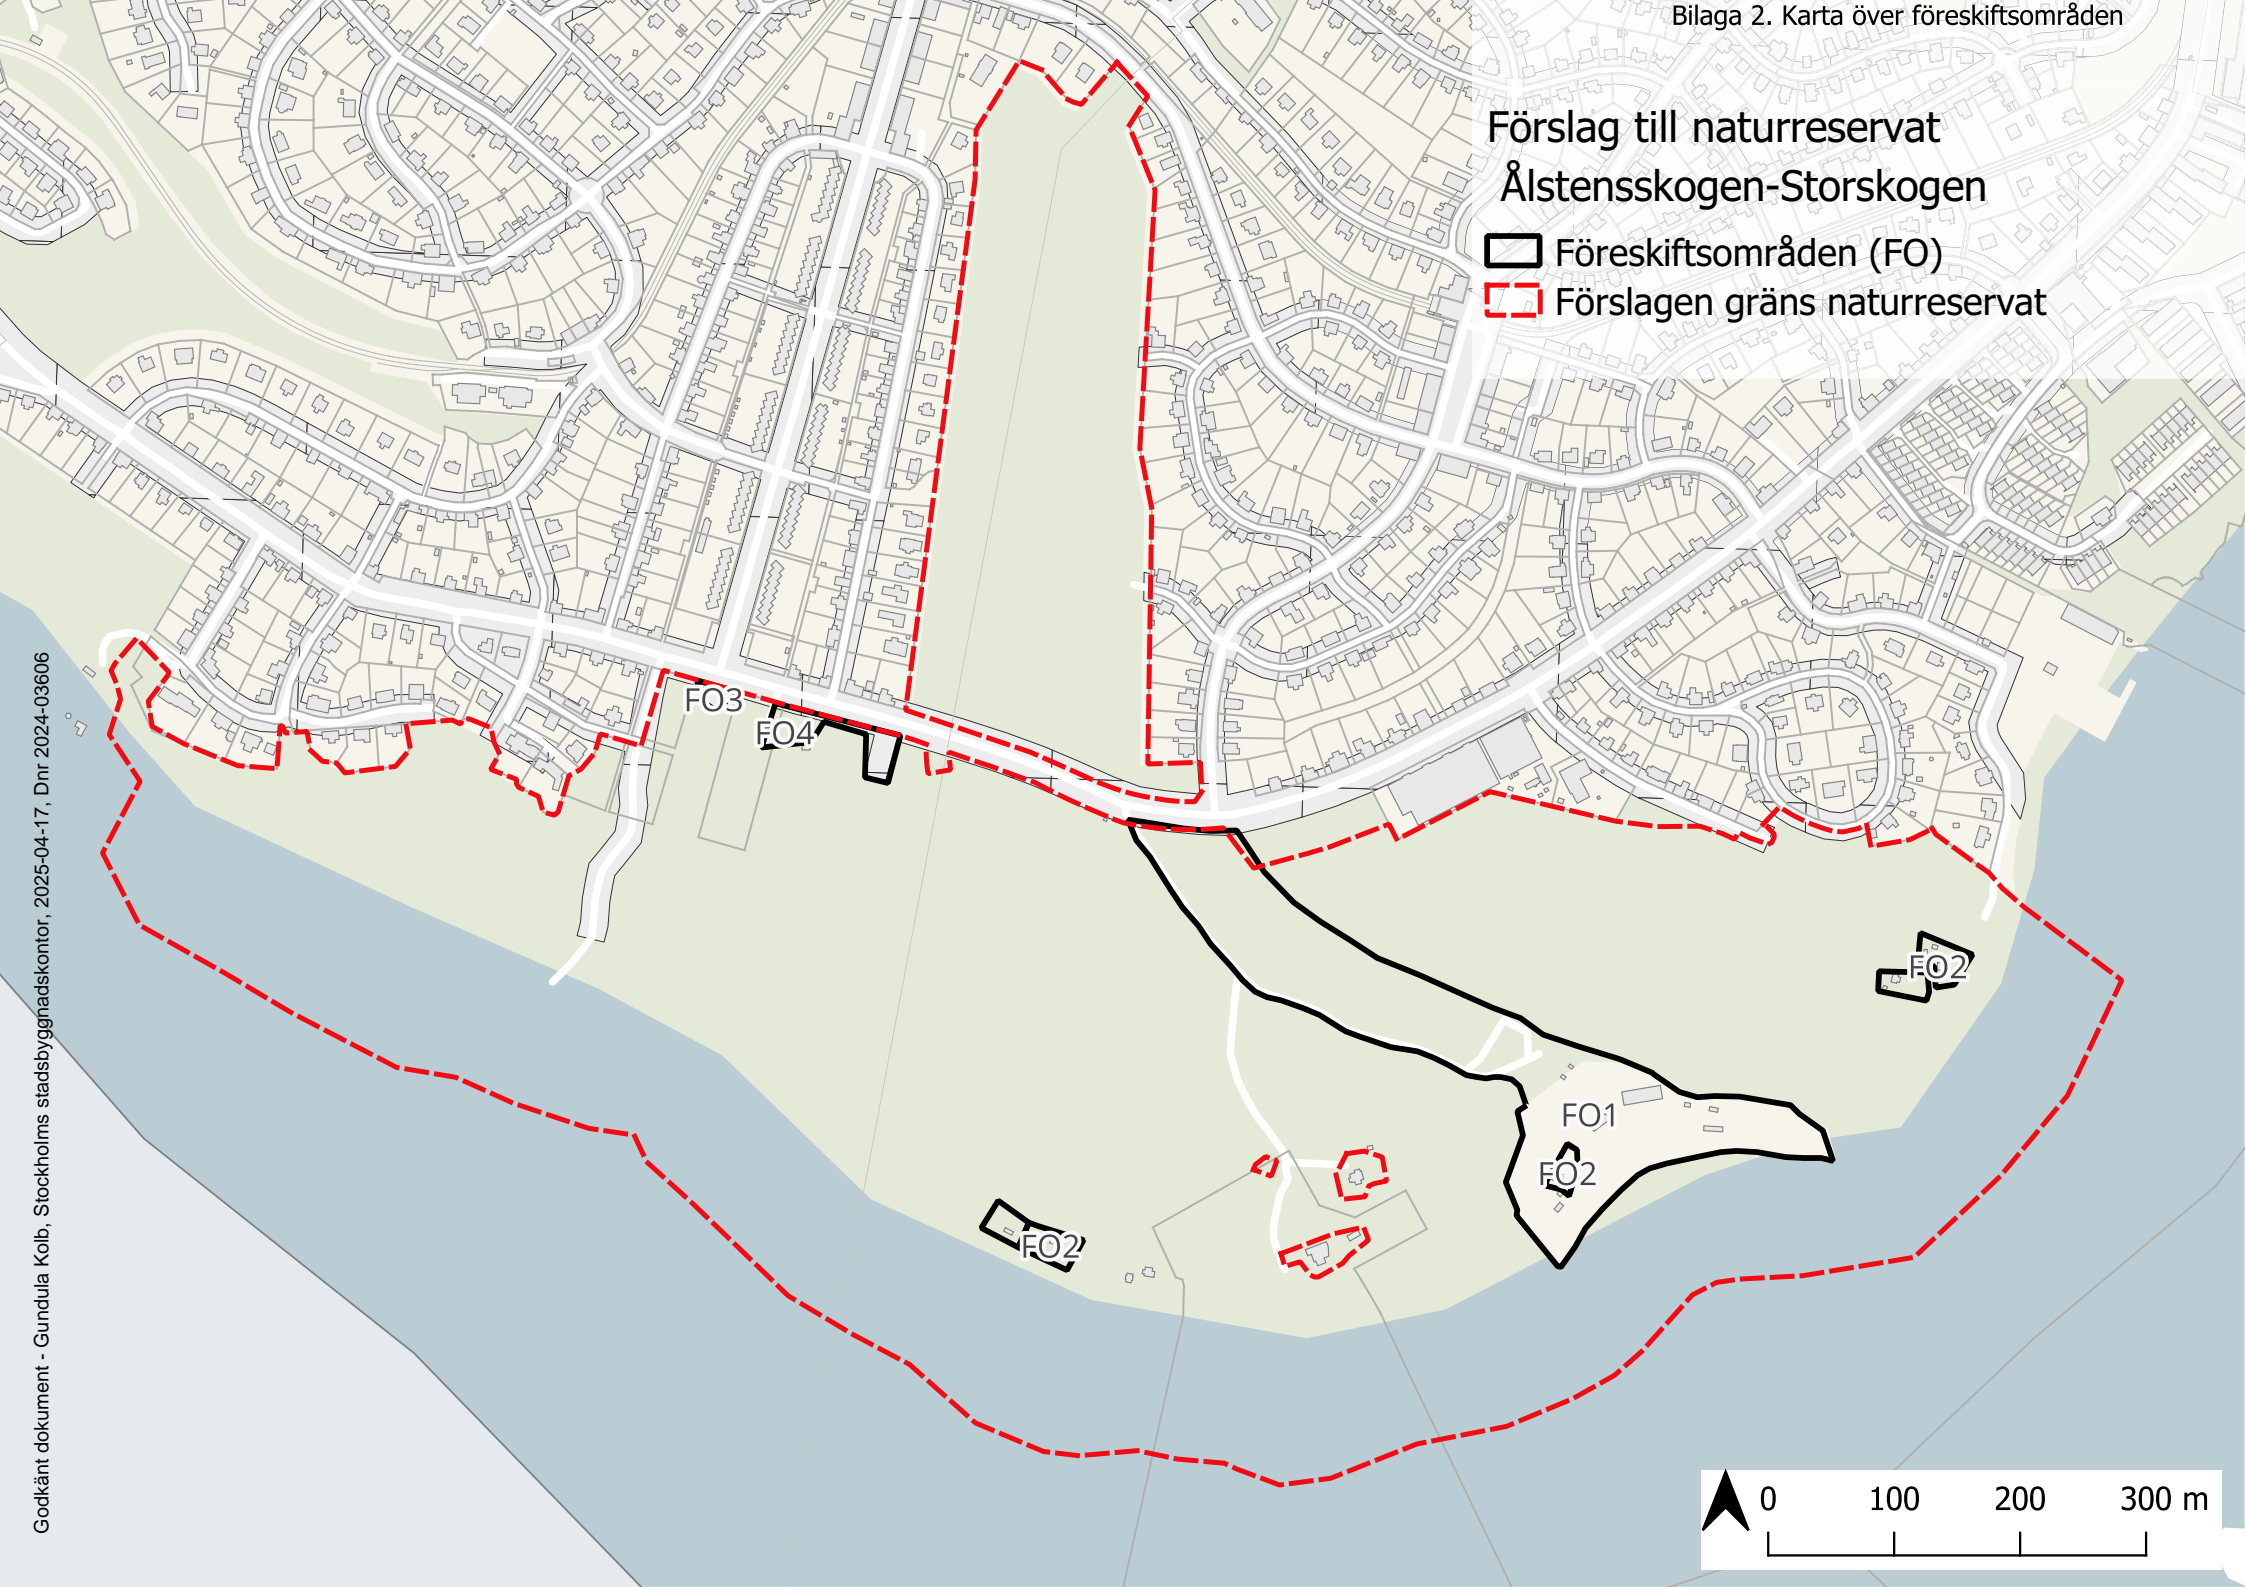 Bilaga 2. Karta över föreskiftsområden
Förslag till naturreservat
Ålstensskogen-Storskogen
Föreskiftsområden (FO)
Förslagen gräns naturreservat
FO3
FO4
FO2
FO1
FO2
FO2
0 100 200 300 m
Godkänt dokument - Gundula Kolb, Stockholms stadsbyggnadskontor, 2025-04-17, Dnr 2024-03606